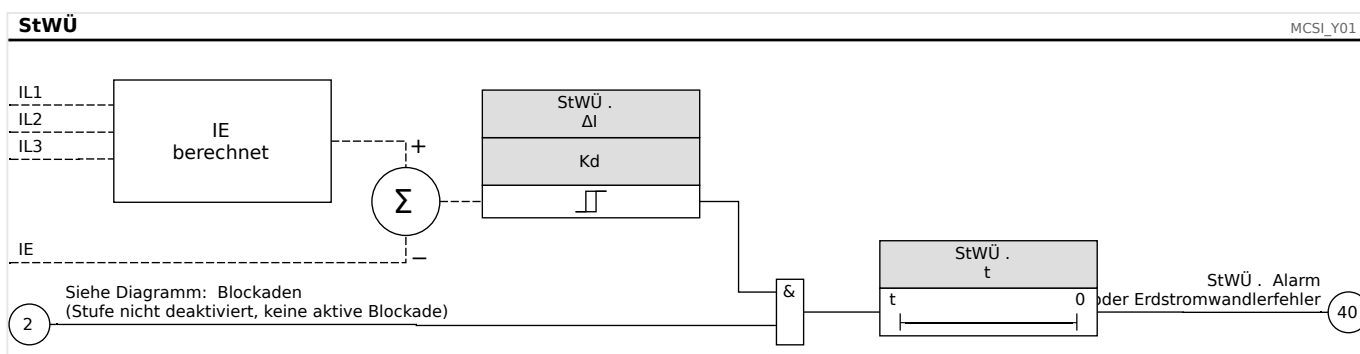 StWÜ
MCSI_Y01
IL1
IL2
IL3
IE
berechnet
+
Σ
−
IE
StWÜ .
ΔI
Kd
Siehe Diagramm: Blockaden
(Stufe nicht deaktiviert, keine aktive Blockade)
2
&
StWÜ .
t
t 0
StWÜ . Alarm
oder Erdstromwandlerfehler
40